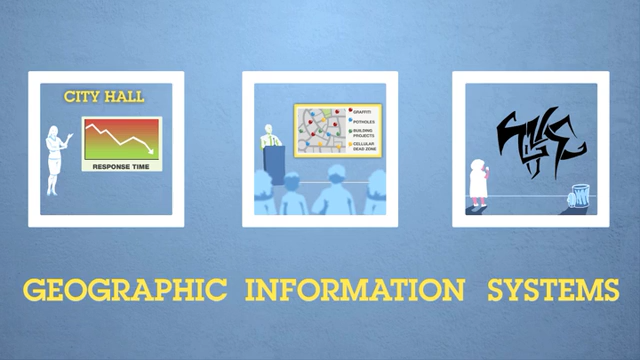 CITY HALL
RESPONSE TIME
GRAFFITI
POTHOLES
BUILDING
PROJECTS
CELLULAR
DEAD ZONE
GEOGRAPHIC INFORMATION SYSTEMS